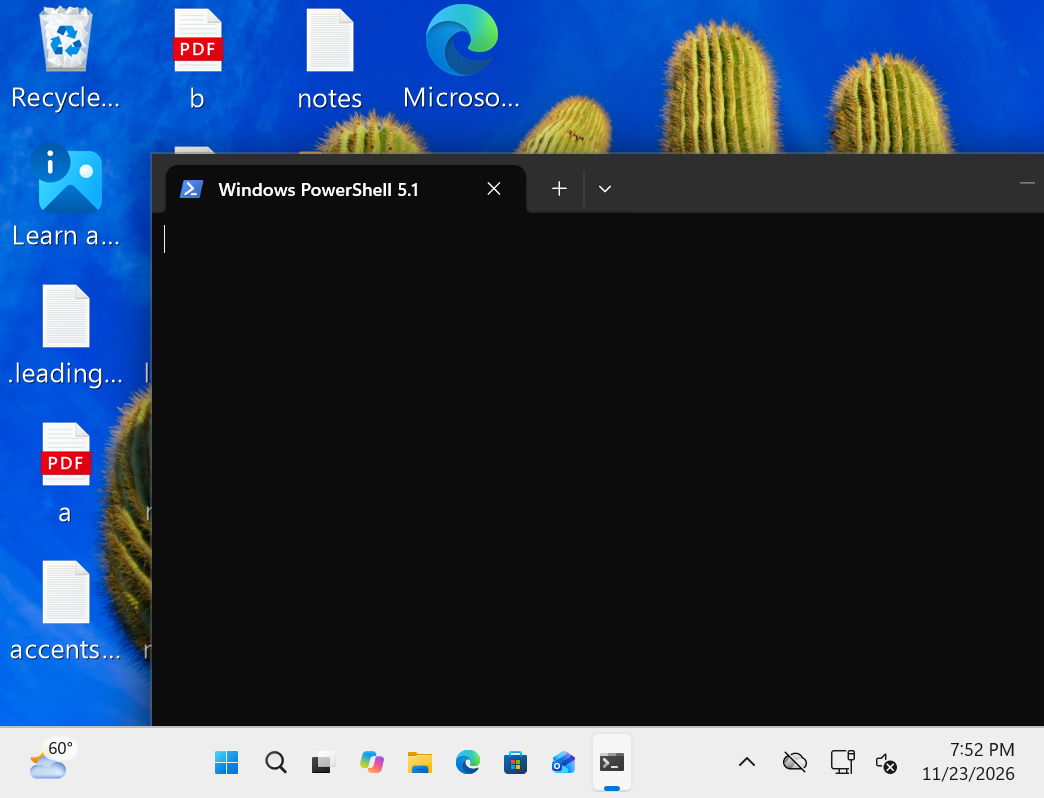 Recycle...
PDF
b
notes
Microso...
Learn a...
.leading...
PDF
a
accents...
Windows PowerShell 5.1
60°
7:52 PM
11/23/2026